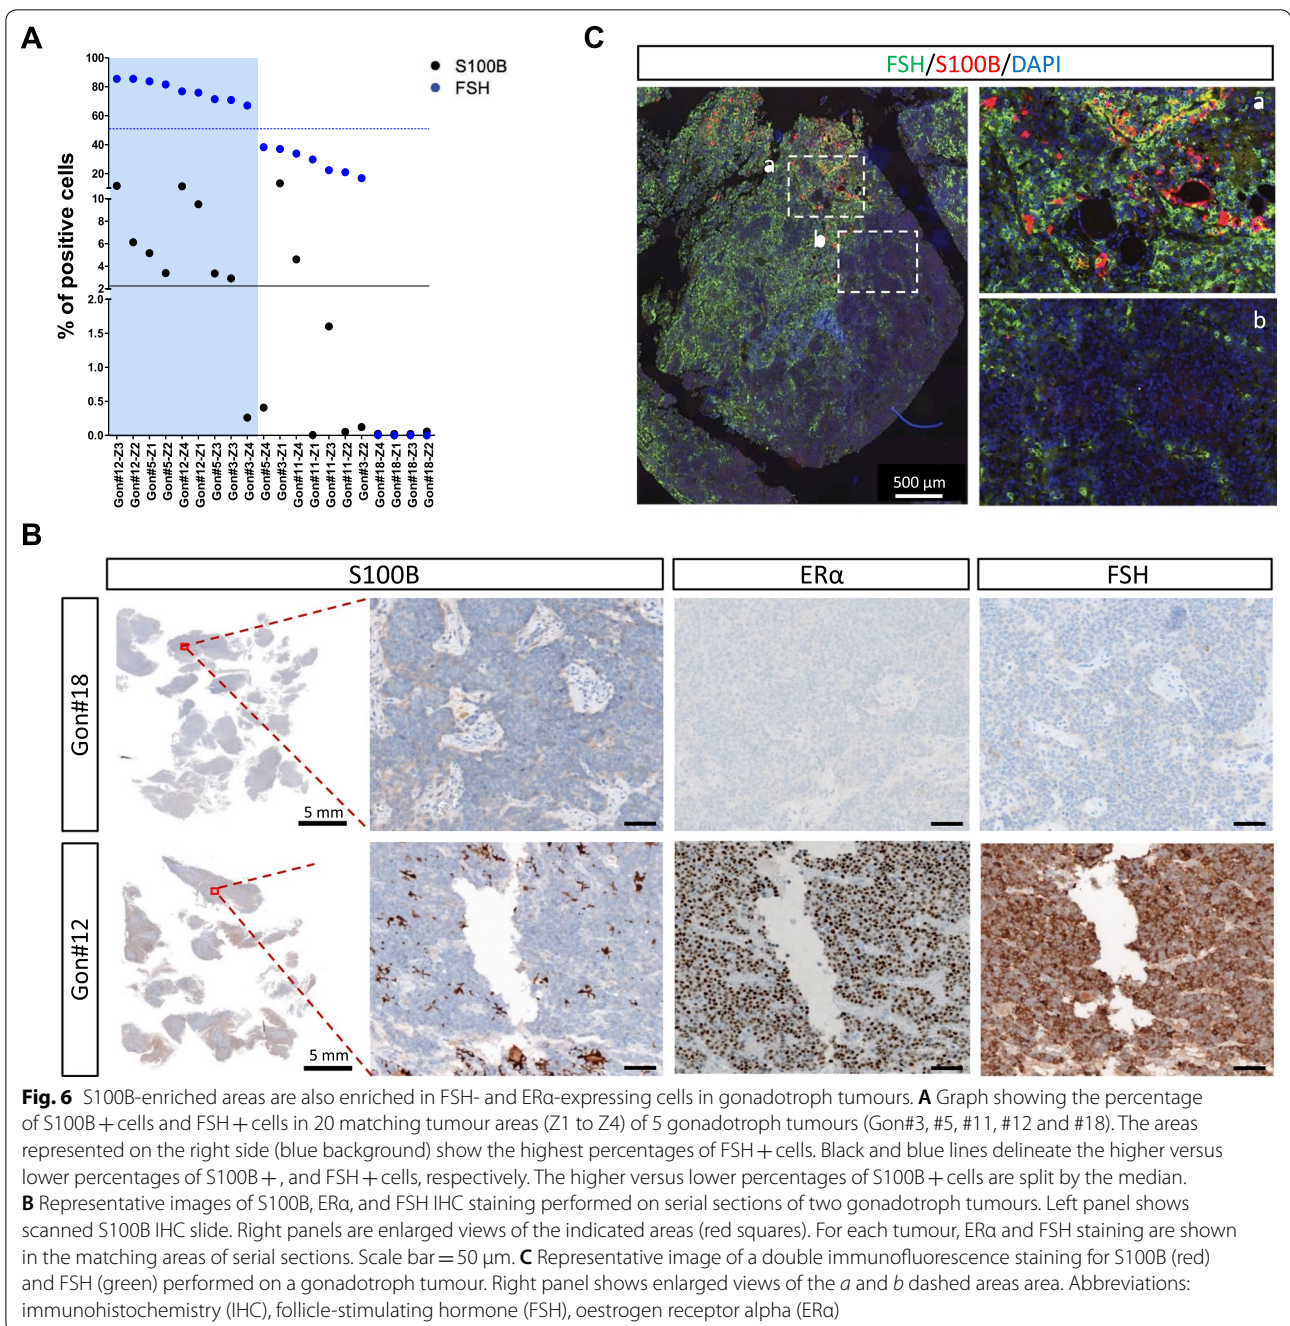 A
S100B
FSH
% of positive cells
100
80
60
40
20
10
8
6
4
2
2.0
1.5
1.0
0.5
0.0
Gon#12-Z3
Gon#12-Z2
Gon#5-Z1
Gon#5-Z2
Gon#12-Z4
Gon#12-Z1
Gon#5-Z3
Gon#3-Z3
Gon#3-Z4
Gon#5-Z4
Gon#3-Z1
Gon#11-Z4
Gon#11-Z1
Gon#11-Z3
Gon#11-Z2
Gon#3-Z2
Gon#18-Z4
Gon#18-Z1
Gon#18-Z3
Gon#18-Z2
C
FSH/S100B/DAPI
a
b
500 µm
a
b
B
S100B
ERα
FSH
Gon#18
5 mm
Gon#12
5 mm
Fig. 6 S100B-enriched areas are also enriched in FSH- and ERα-expressing cells in gonadotroph tumours. A Graph showing the percentage
of S100B + cells and FSH + cells in 20 matching tumour areas (Z1 to Z4) of 5 gonadotroph tumours (Gon#3, #5, #11, #12 and #18). The areas
represented on the right side (blue background) show the highest percentages of FSH + cells. Black and blue lines delineate the higher versus
lower percentages of S100B +, and FSH + cells, respectively. The higher versus lower percentages of S100B + cells are split by the median.
B Representative images of S100B, ERα, and FSH IHC staining performed on serial sections of two gonadotroph tumours. Left panel shows
scanned S100B IHC slide. Right panels are enlarged views of the indicated areas (red squares). For each tumour, ERα and FSH staining are shown
in the matching areas of serial sections. Scale bar = 50 µm. C Representative image of a double immunofluorescence staining for S100B (red)
and FSH (green) performed on a gonadotroph tumour. Right panel shows enlarged views of the a and b dashed areas area. Abbreviations:
immunohistochemistry (IHC), follicle-stimulating hormone (FSH), oestrogen receptor alpha (ERα)